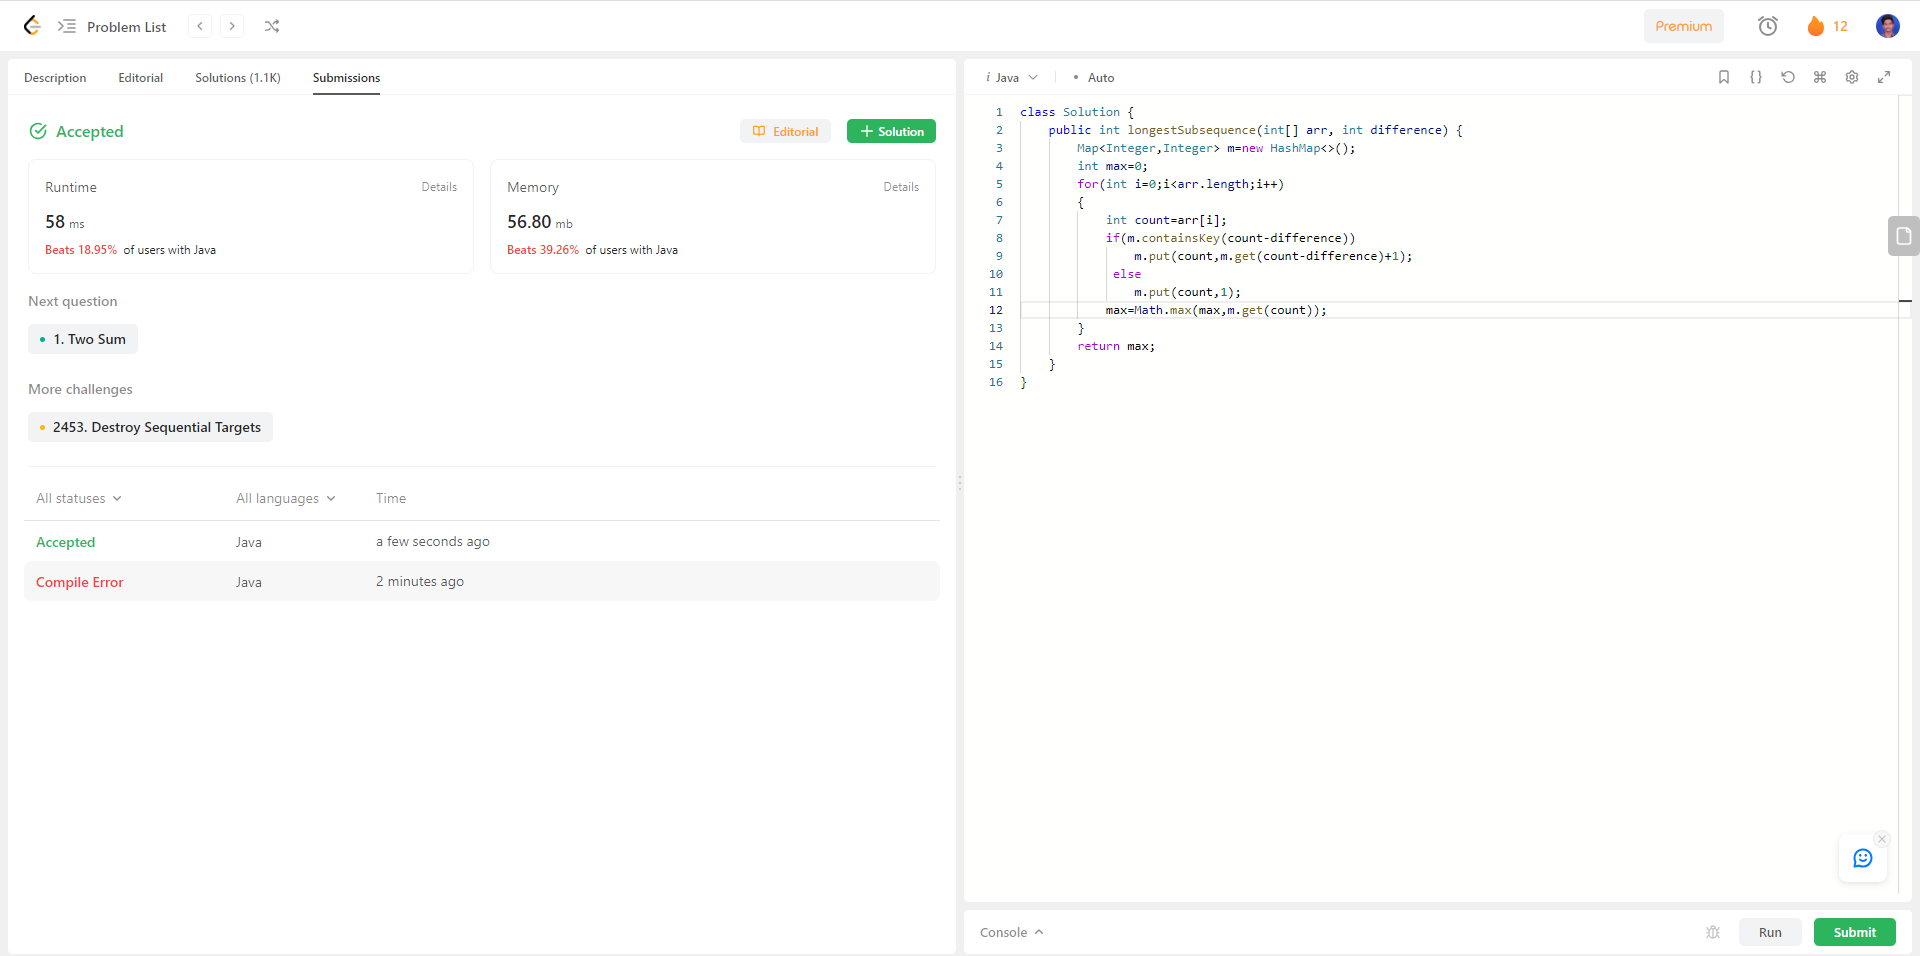 Problem List
Premium
12
Description Editorial Solutions (1.1K) Submissions
Accepted
Editorial
Solution
Runtime Details
58 ms
Beats 18.95% of users with Java
Memory Details
56.80 mb
Beats 39.26% of users with Java
Next question
1. Two Sum
More challenges
2453. Destroy Sequential Targets
All statuses All languages Time
Accepted Java a few seconds ago
Compile Error Java 2 minutes ago
i Java • Auto
1 class Solution {
2     public int longestSubsequence(int[] arr, int difference) {
3         Map<Integer,Integer> m=new HashMap<>();
4         int max=0;
5         for(int i=0;i<arr.length;i++)
6         {
7             int count=arr[i];
8             if(m.containsKey(count-difference))
9                 m.put(count,m.get(count-difference)+1);
10              else
11                 m.put(count,1);
12             max=Math.max(max,m.get(count));
13         }
14         return max;
15     }
16 }
Console
Run
Submit